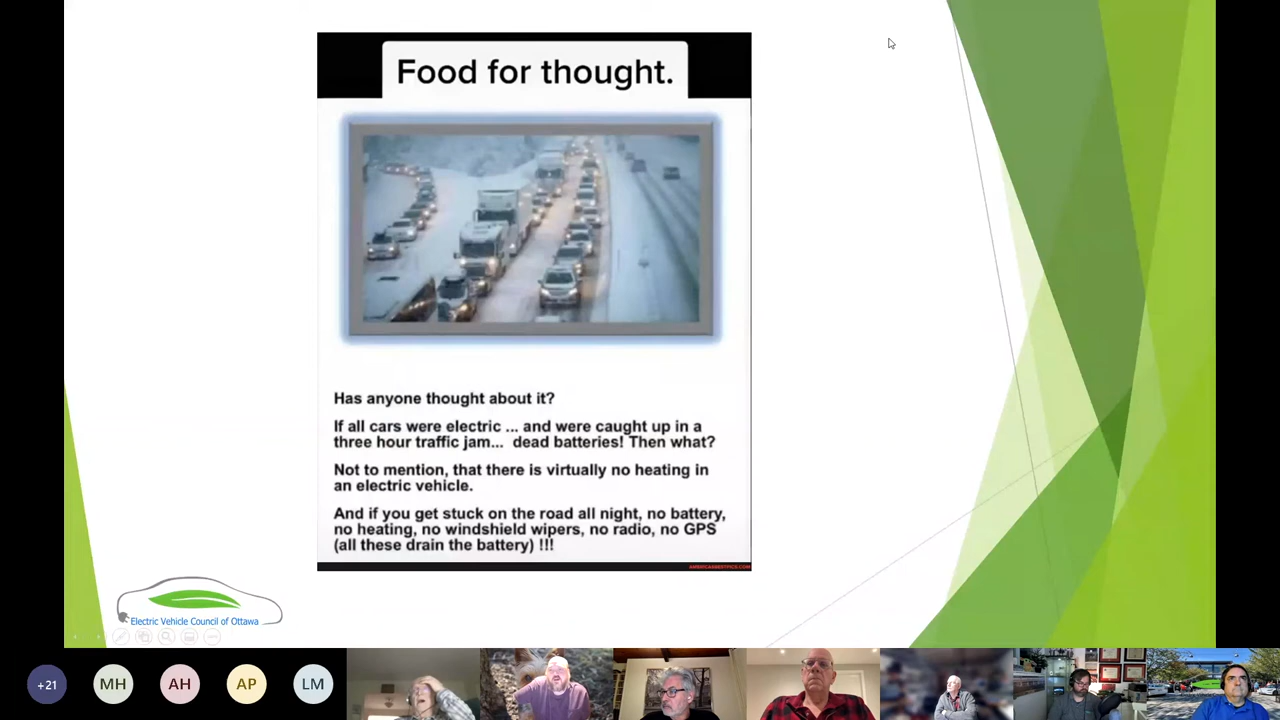 Food for thought.
Has anyone thought about it?
If all cars were electric ... and were caught up in a
three hour traffic jam... dead batteries! Then what?
Not to mention, that there is virtually no heating in
an electric vehicle.
And if you get stuck on the road all night, no battery,
no heating, no windshield wipers, no radio, no GPS
(all these drain the battery) !!!
AMERICASBESTPICS.COM
Electric Vehicle Council of Ottawa
+21
MH
AH
AP
LM